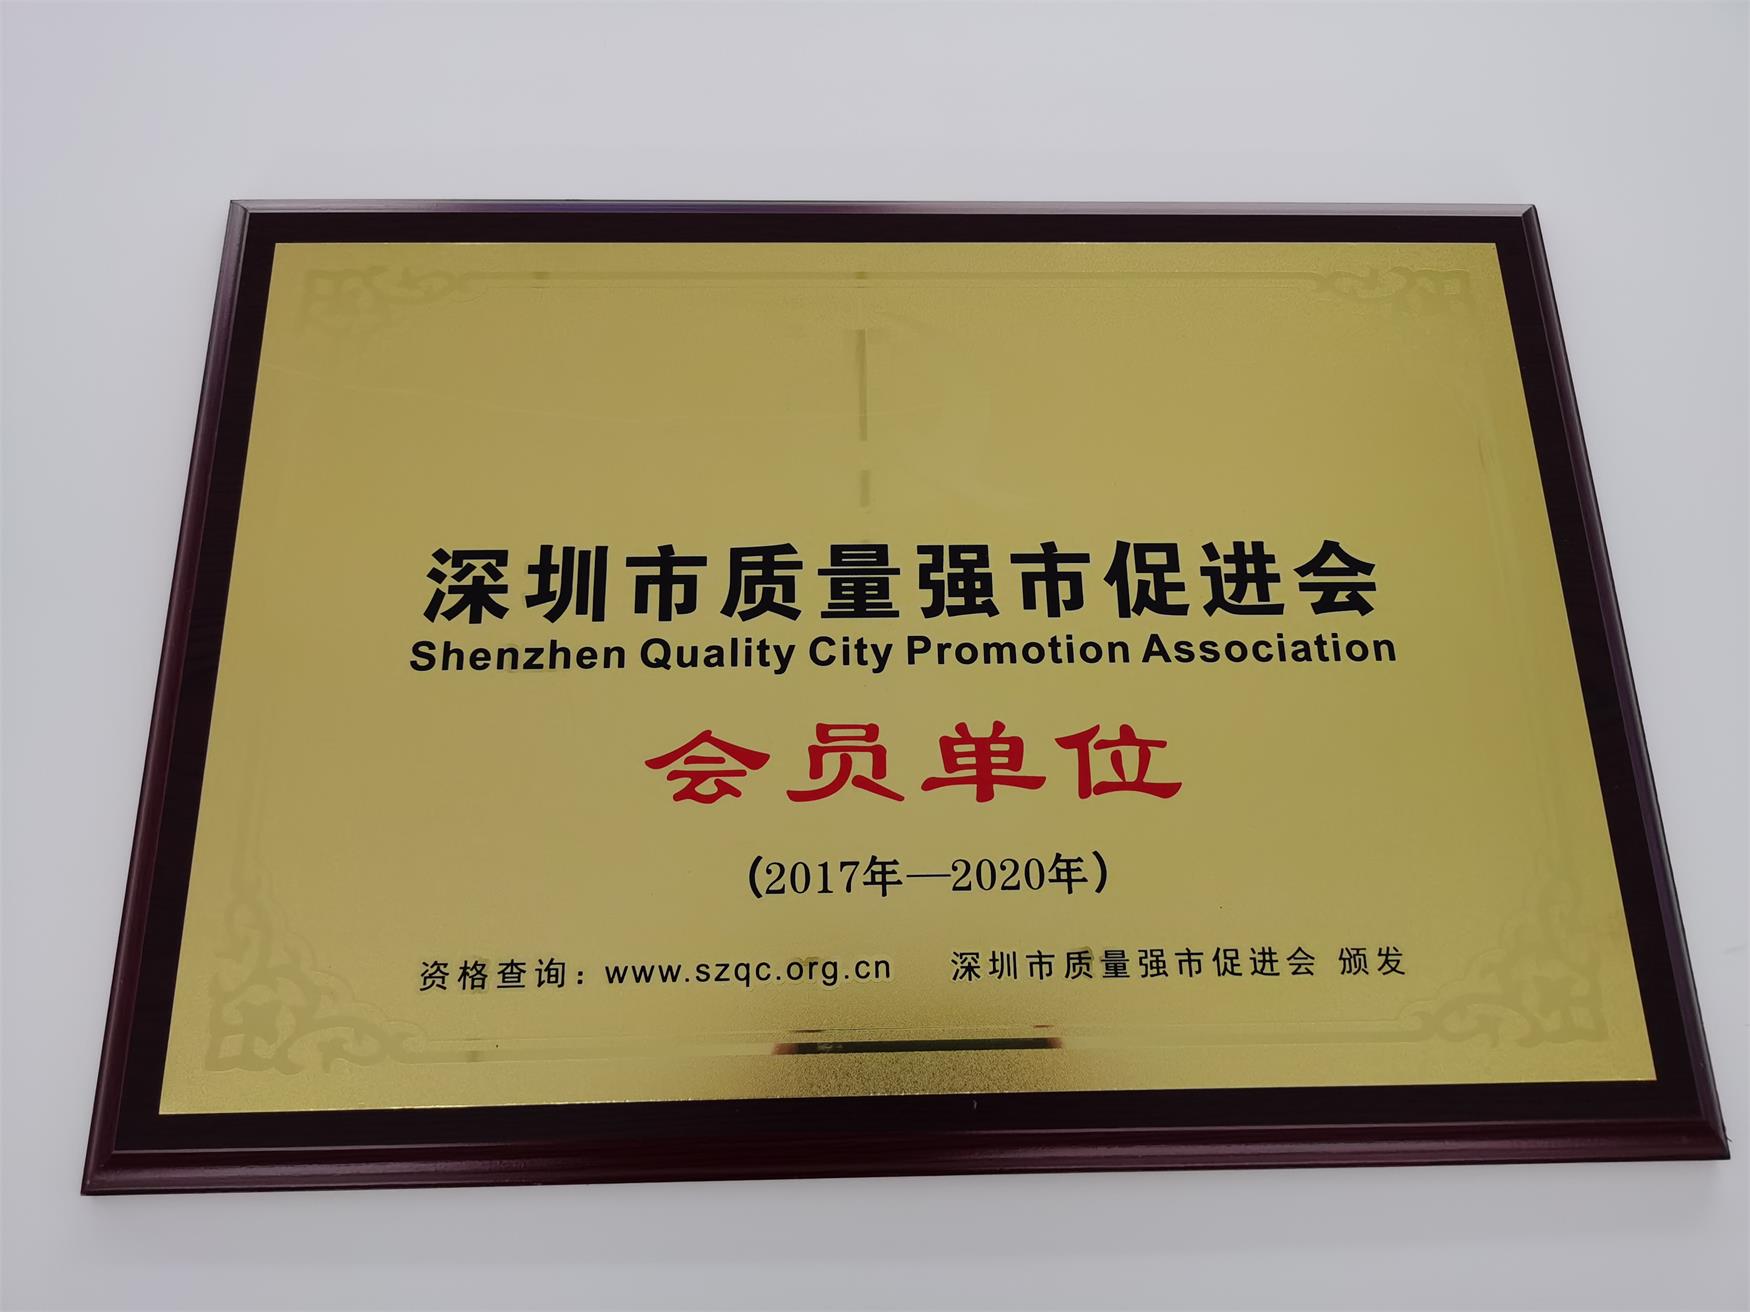 深圳市质量强市促进会
Shenzhen Quality City Promotion Association
会员单位
(2017年—2020年)
资格查询：www.szqc.org.cn 深圳市质量强市促进会 颁发